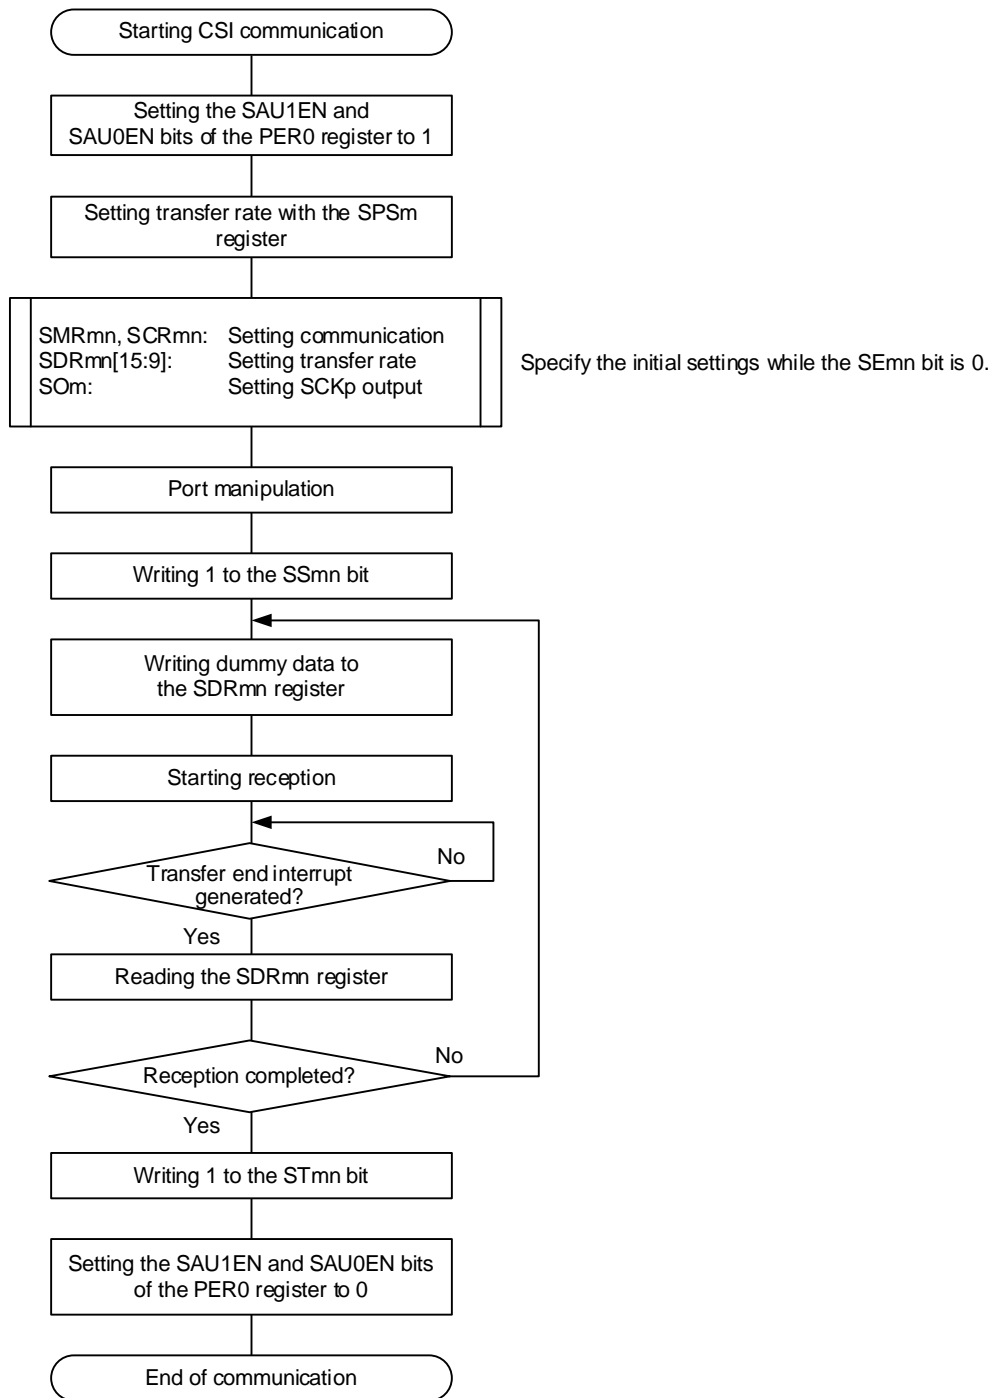 Starting CSI communication
Setting the SAU1EN and
SAU0EN bits of the PER0 register to 1
Setting transfer rate with the SPSm
register
SMRmn, SCRmn: Setting communication
SDRmn[15:9]: Setting transfer rate
SOm: Setting SCKp output
Specify the initial settings while the SEmn bit is 0.
Port manipulation
Writing 1 to the SSmn bit
Writing dummy data to
the SDRmn register
Starting reception
No
Transfer end interrupt
generated?
Yes
Reading the SDRmn register
No
Reception completed?
Yes
Writing 1 to the STmn bit
Setting the SAU1EN and SAU0EN bits
of the PER0 register to 0
End of communication